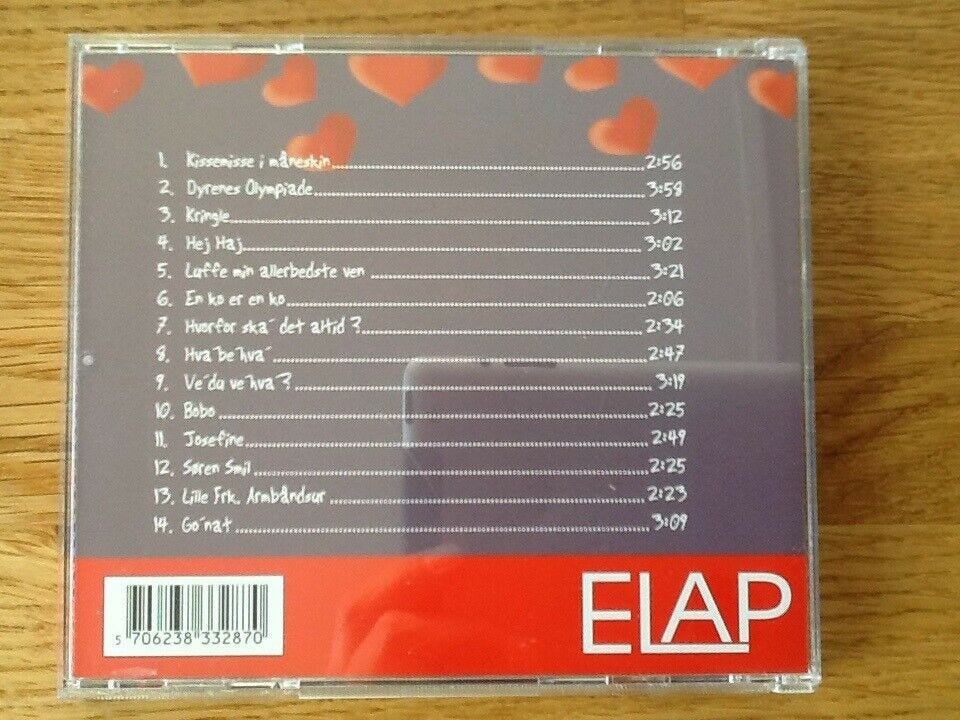 1. Kissemisse i måneskin 2:56
2. Dyrenes Olympiade 3:58
3. Kringle 3:12
4. Hej Haj 3:02
5. Luffe min allerbedste ven 3:21
6. En ko er en ko 2:06
7. Hvorfor ska´ det altid ? 2:34
8. Hva´be´hva´ 2:47
9. Ve´du ve´hva´? 3:19
10. Bobo 2:25
11. Josefine 2:49
12. Søren Smil 2:25
13. Lille Frk. Armbåndsur 2:23
14. Go´nat 3:09
5 706238 332870
ELAP